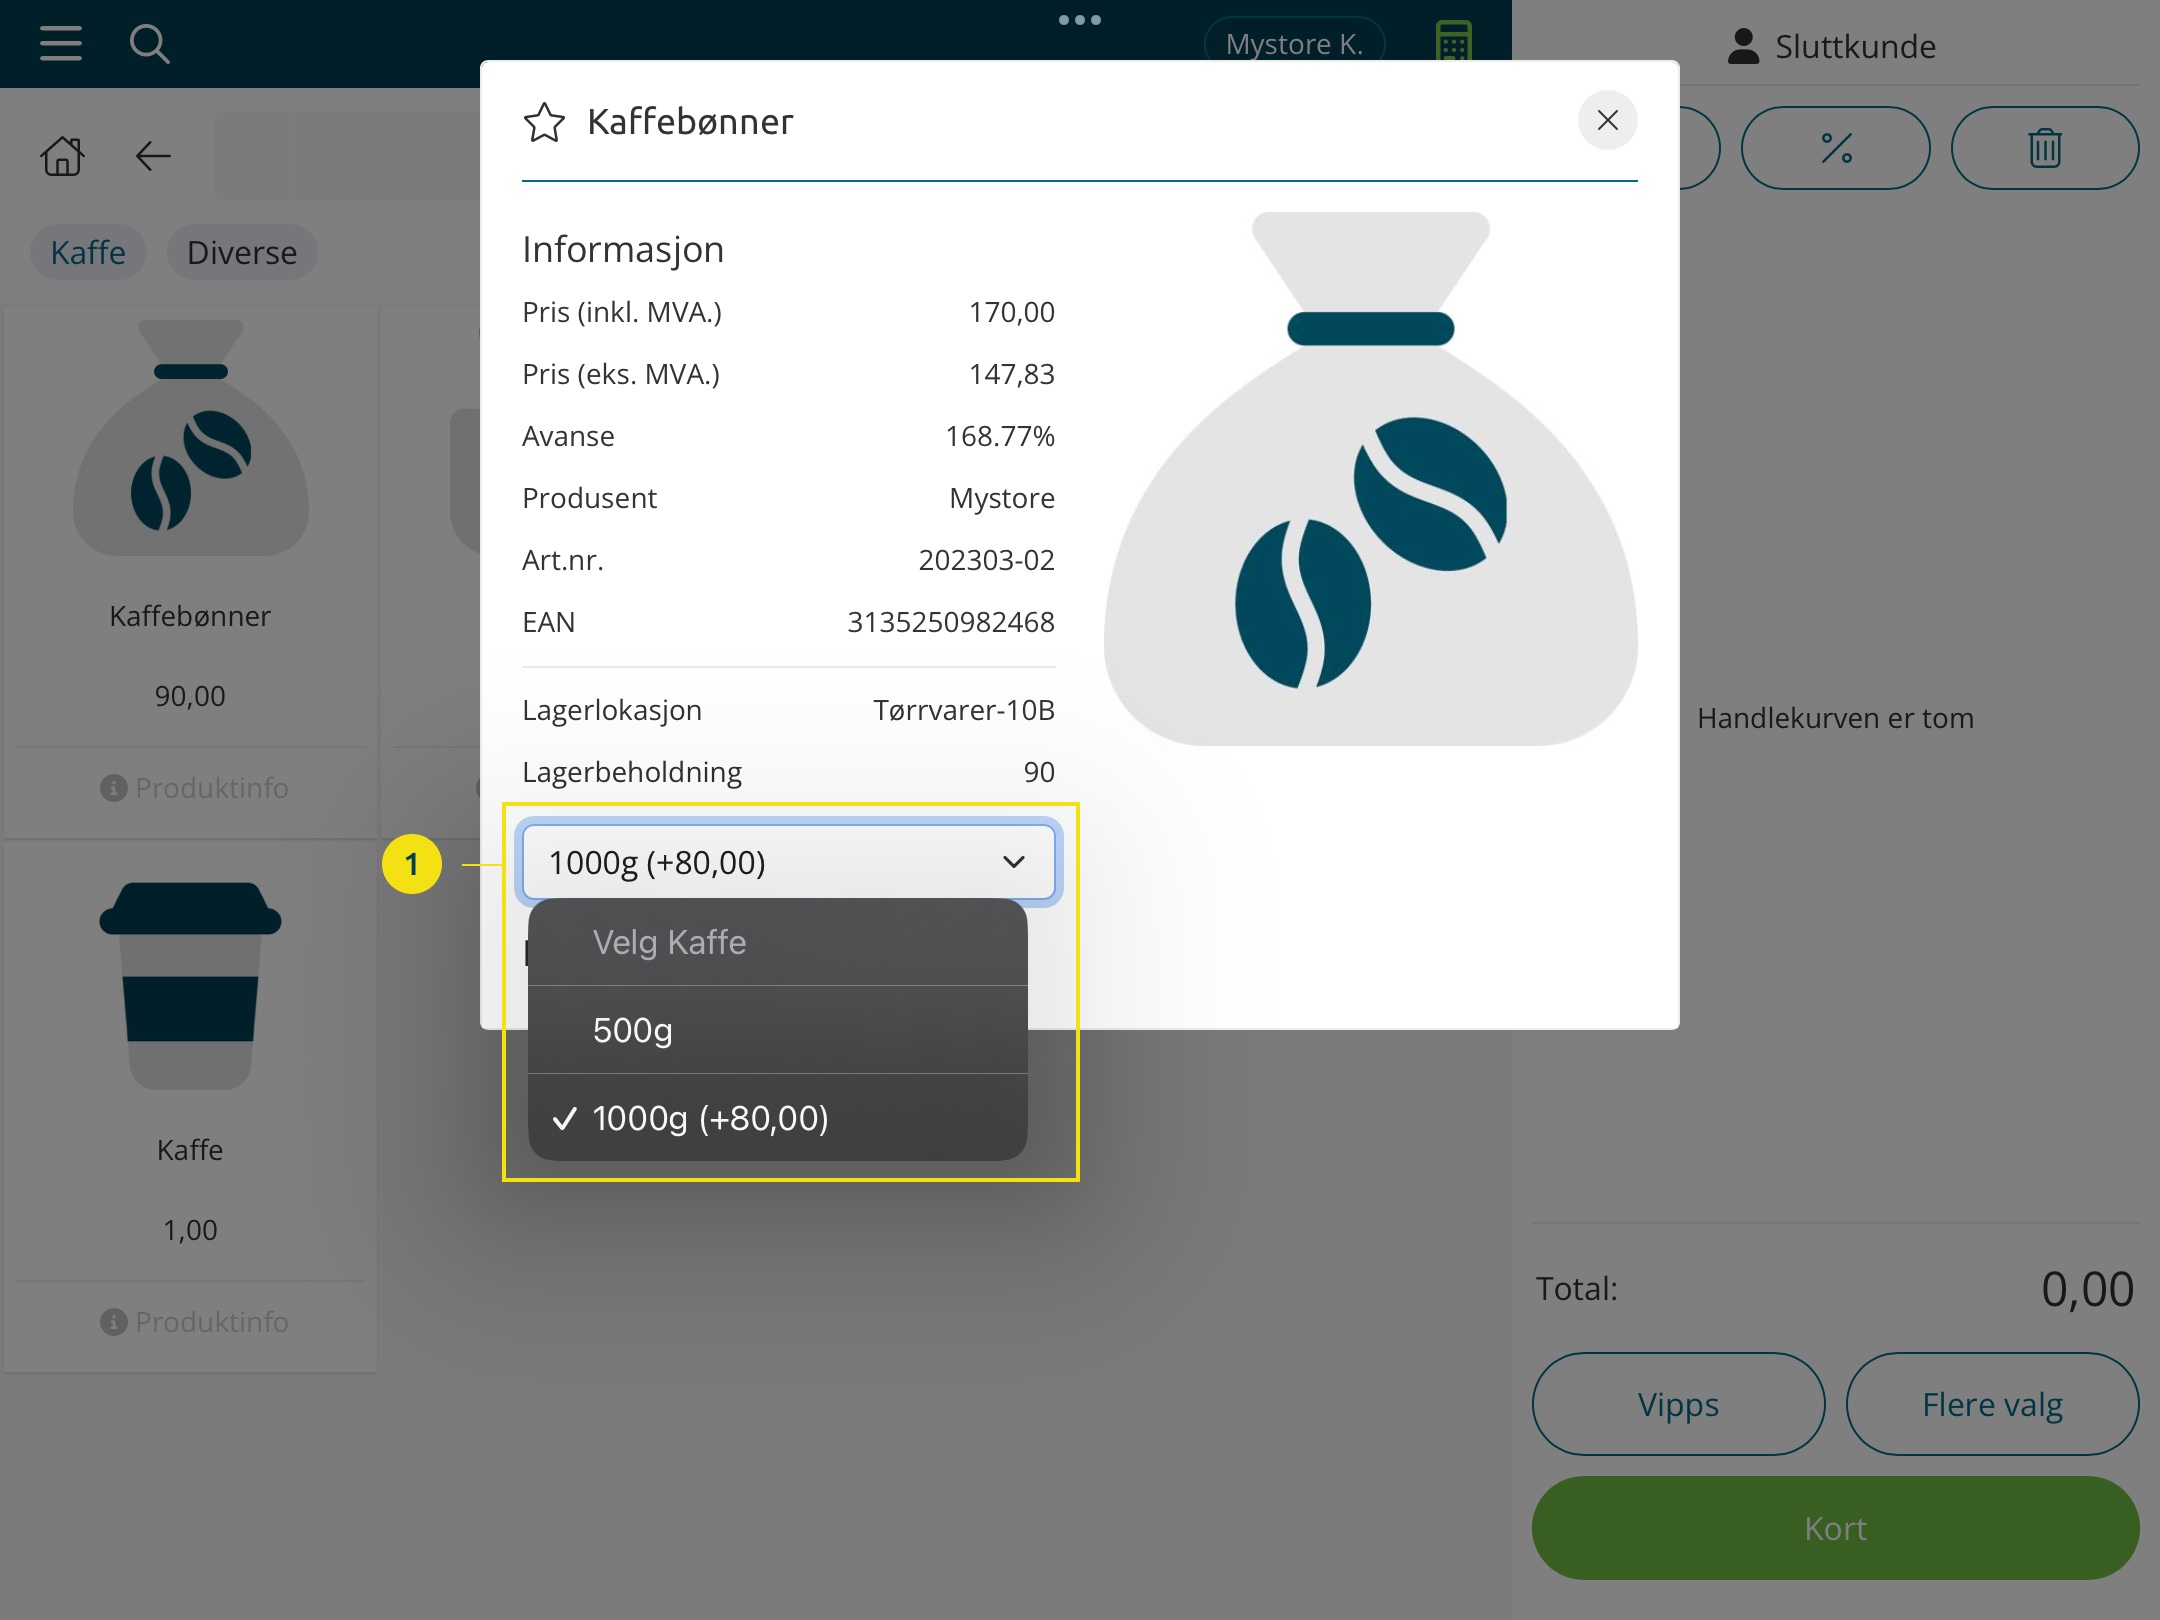 Mystore K.
Sluttkunde
Kaffebønner
Kaffe
Diverse
Informasjon
Pris (inkl. MVA.) 170,00
Pris (eks. MVA.) 147,83
Avanse 168.77%
Produsent Mystore
Art.nr. 202303-02
EAN 3135250982468
Lagerlokasjon Tørrvarer-10B
Lagerbeholdning 90
1
1000g (+80,00)
Velg Kaffe
500g
1000g (+80,00)
Kaffebønner
90,00
Produktinfo
Kaffe
1,00
Produktinfo
Handlekurven er tom
Total: 0,00
Vipps
Flere valg
Kort